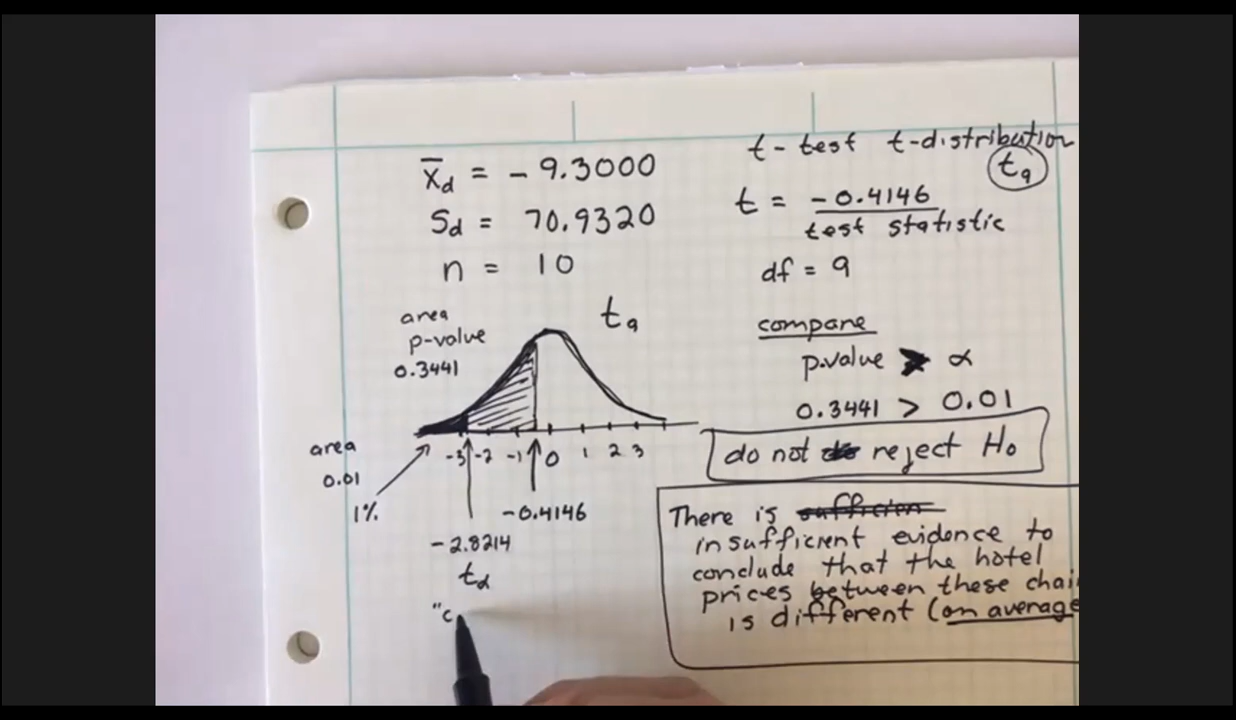 x̄d = - 9.3000
Sd = 70.9320
n = 10
t - test t-distribution
t9
t = -0.4146
test statistic
df = 9
area
p-value
0.3441
t9
compare
p.value > α
0.3441 > 0.01
do not reject Ho
area
0.01
1%
-3 -2 -1 0 1 2 3
-0.4146
-2.8214
tα
"c
There is sufficien
insufficient evidence to
conclude that the hotel
prices between these chai
is different (on average